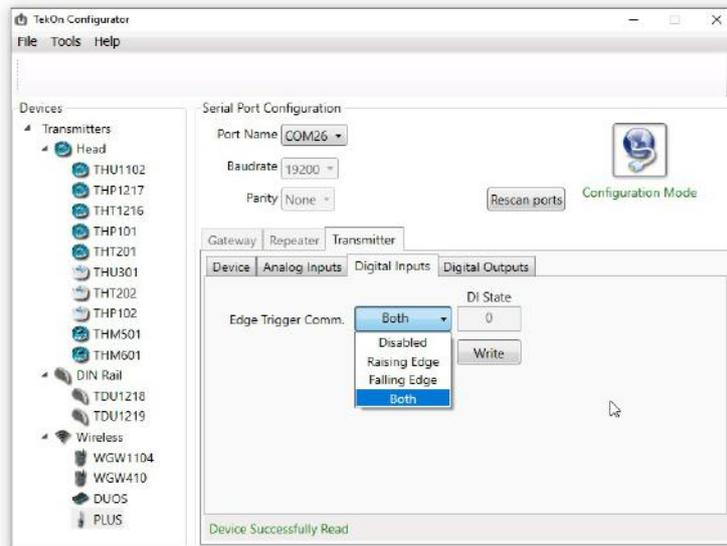 TekOn Configurator
File Tools Help
Devices
Transmitters
Head
THU1102
THP1217
THT1216
THP101
THT201
THU301
THT202
THP102
THM501
THM601
DIN Rail
TDU1218
TDU1219
Wireless
WGW1104
WGW410
DUOS
PLUS
Serial Port Configuration
Port Name COM26
Baudrate 19200
Parity None
Rescan ports
Configuration Mode
Gateway Repeater Transmitter
Device Analog Inputs Digital Inputs Digital Outputs
DI State
Edge Trigger Comm. Both 0
Disabled
Raising Edge
Falling Edge
Both
Write
Device Successfully Read